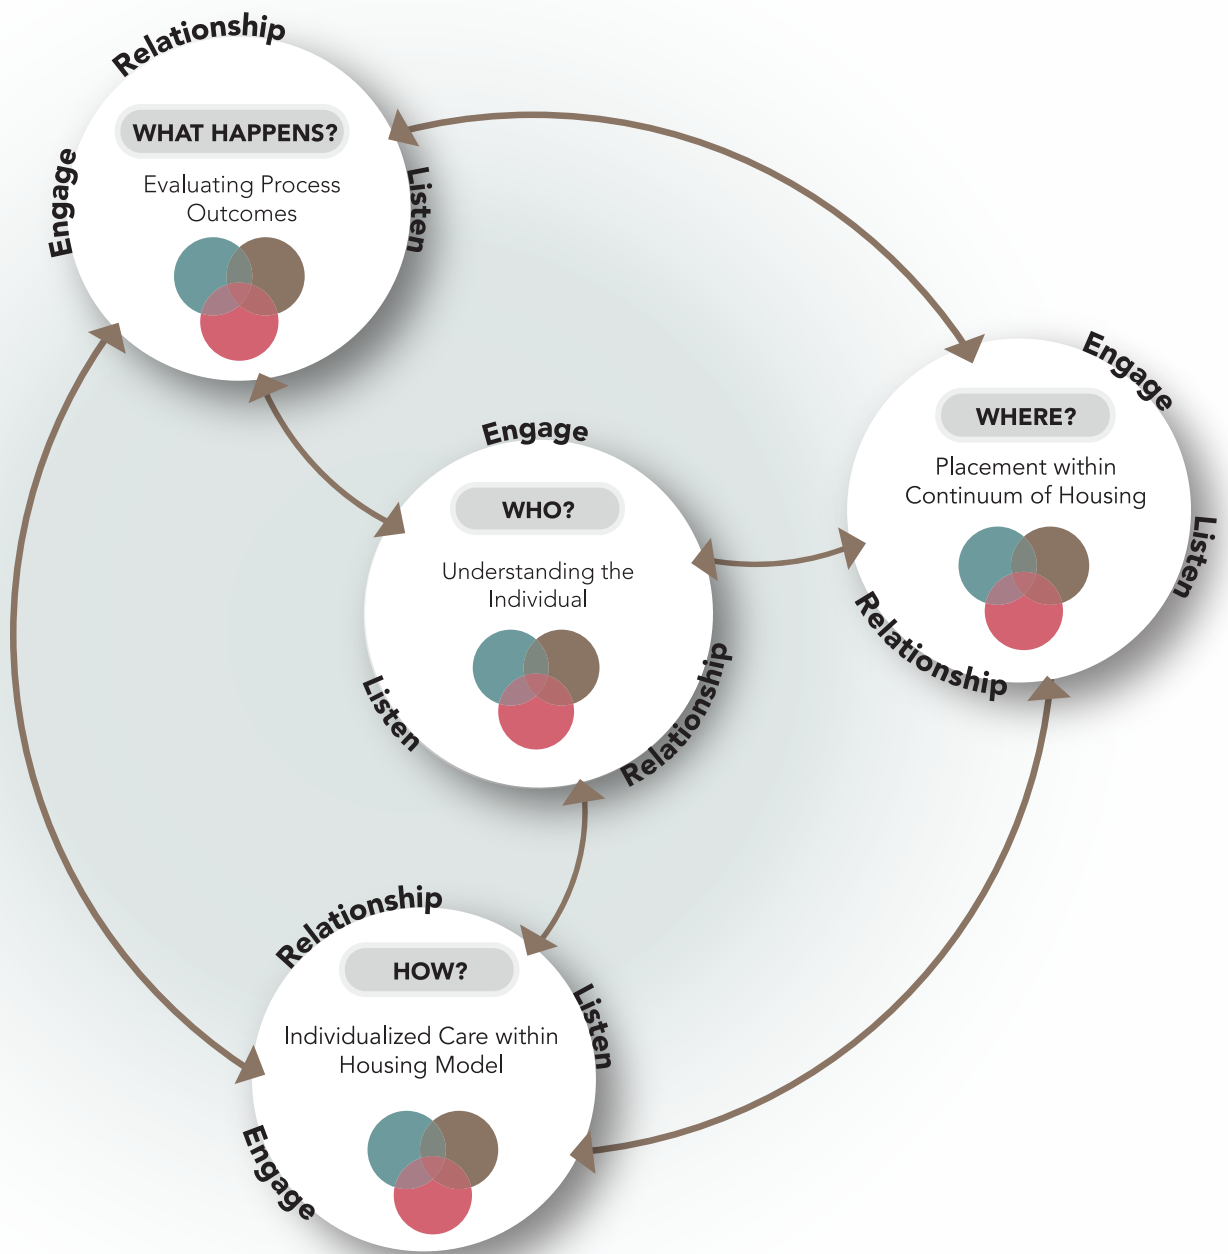 Relationship
Engage
Listen
WHAT HAPPENS?
Evaluating Process
Outcomes
Engage
Listen
Relationship
WHERE?
Placement within
Continuum of Housing
Engage
Listen
Relationship
WHO?
Understanding the
Individual
Relationship
Listen
Engage
HOW?
Individualized Care within
Housing Model